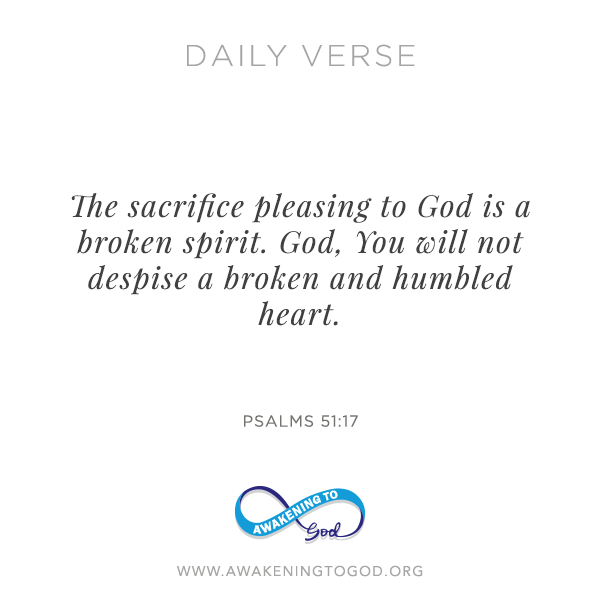 DAILY VERSE
The sacrifice pleasing to God is a
broken spirit. God, You will not
despise a broken and humbled
heart.
PSALMS 51:17
AWAKENING TO
God
WWW.AWAKENINGTOGOD.ORG